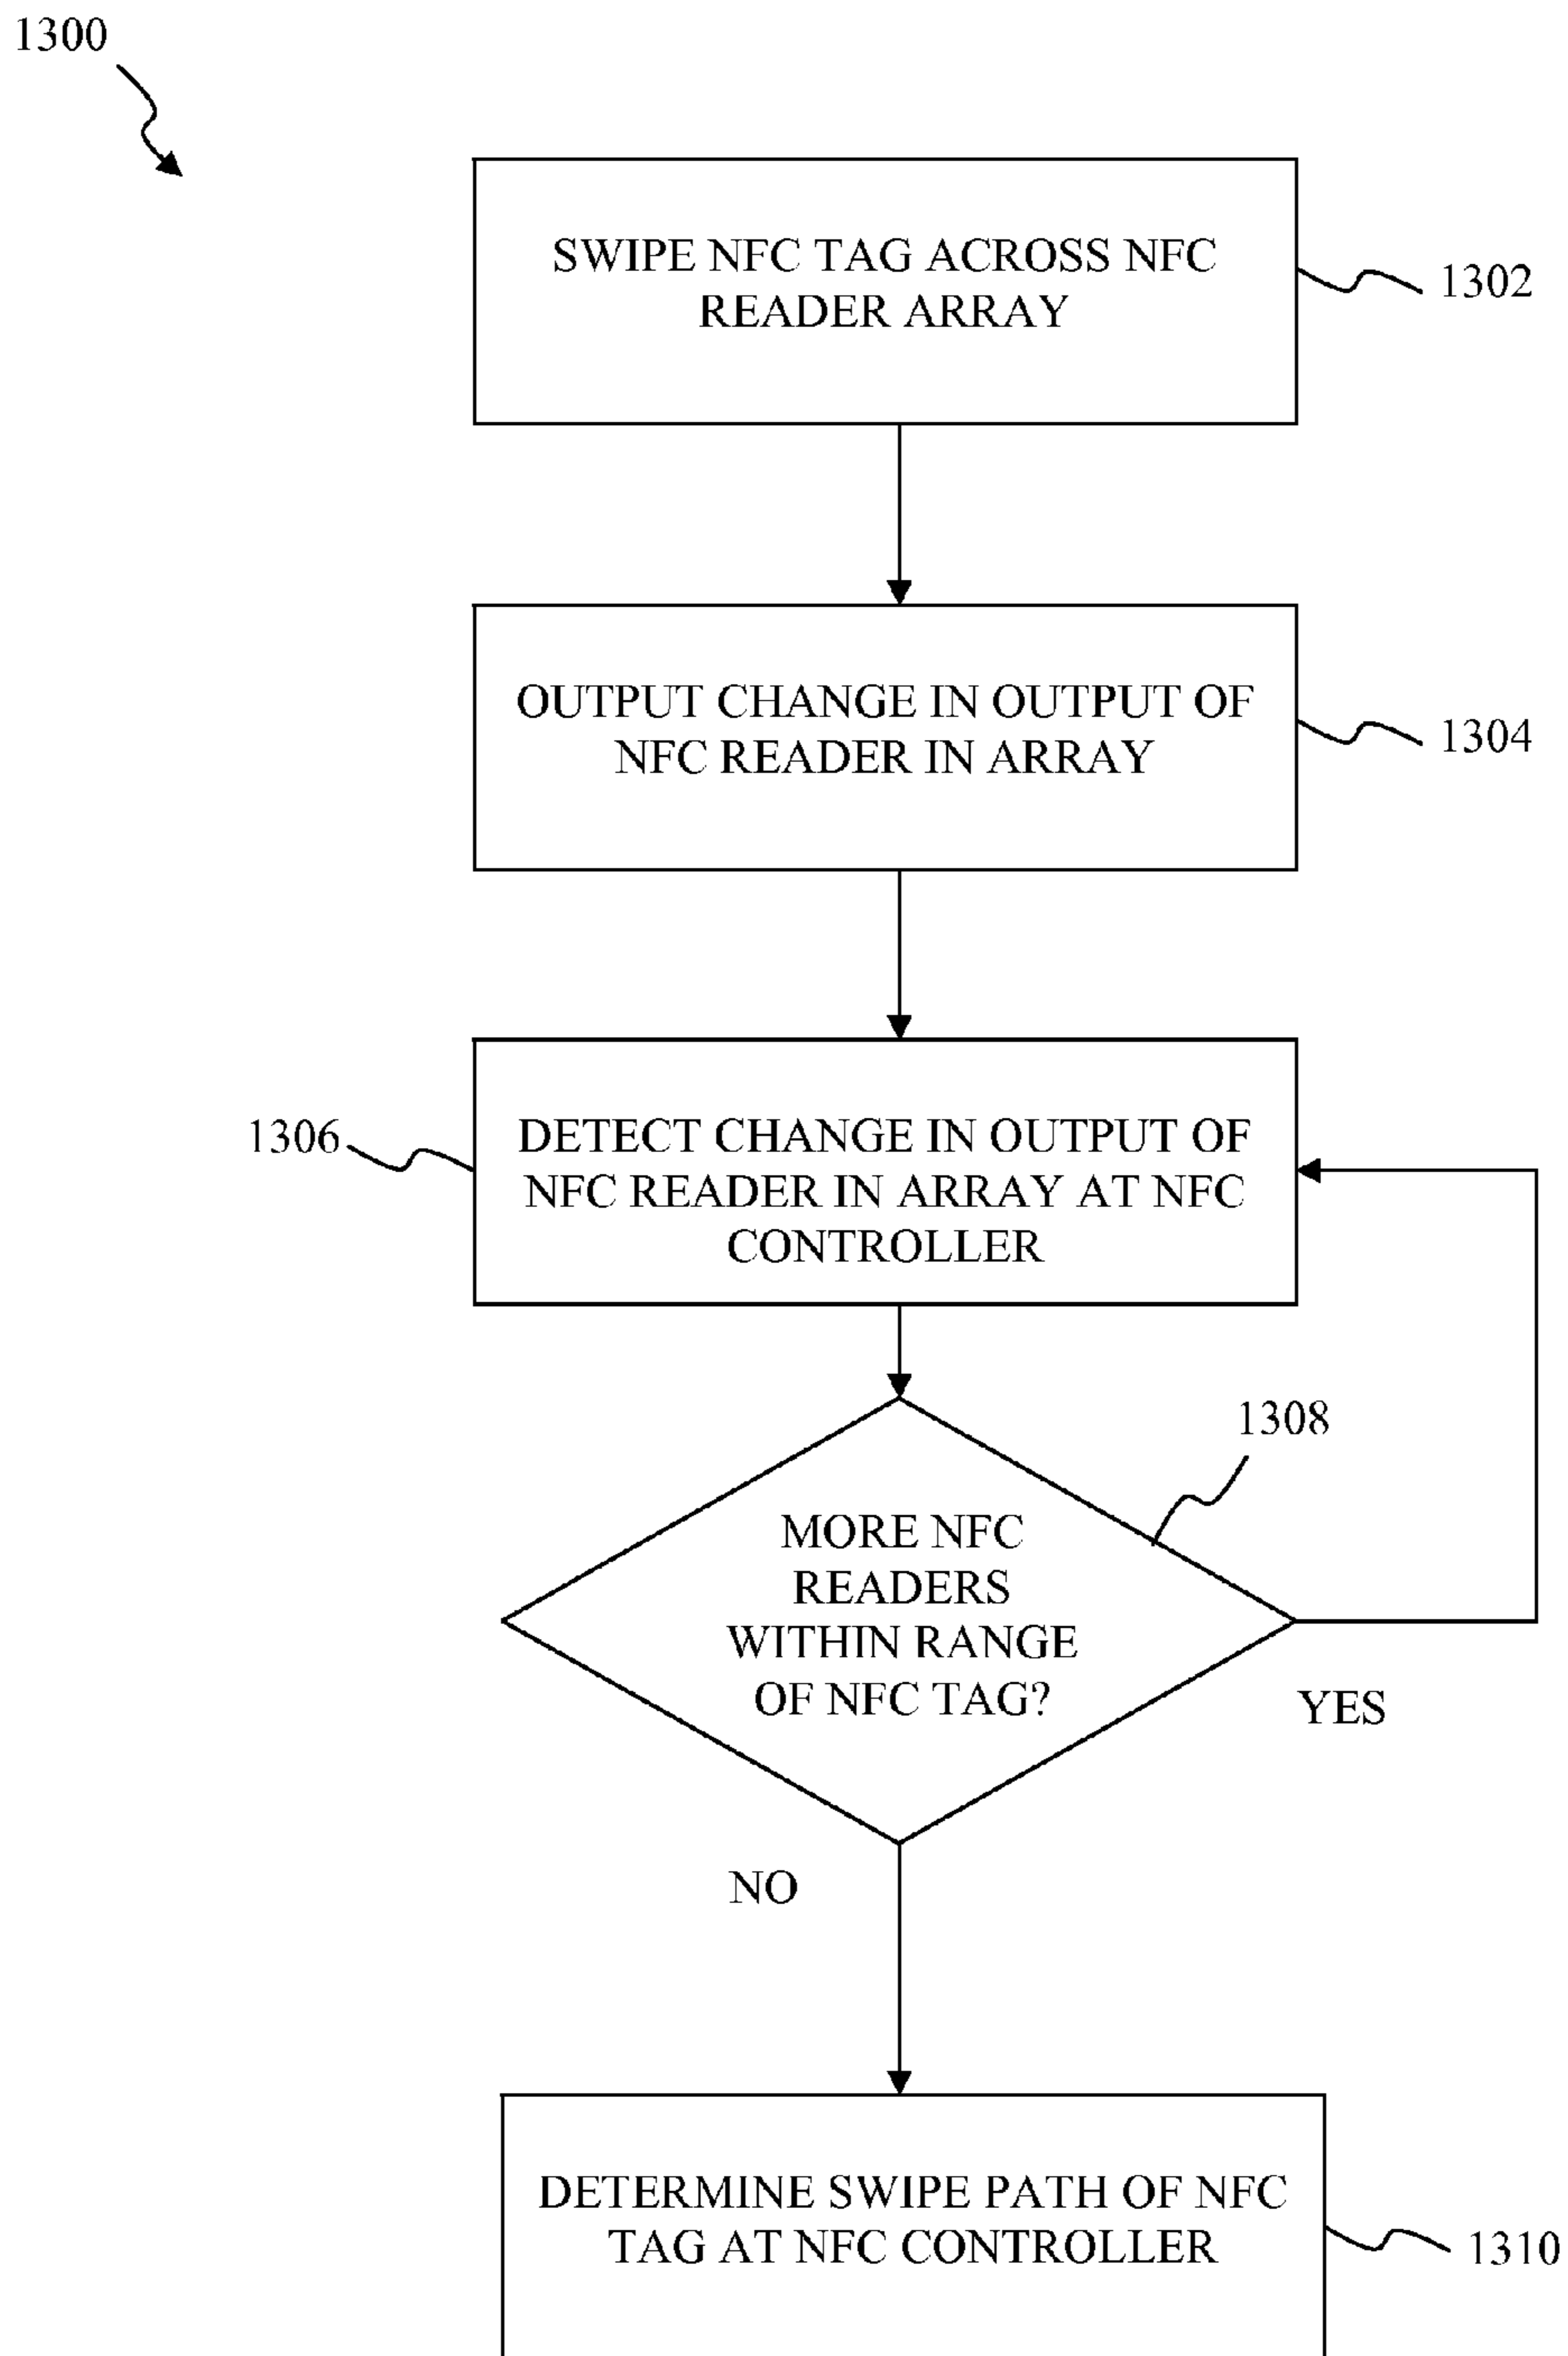 1300
SWIPE NFC TAG ACROSS NFC
READER ARRAY
1302
OUTPUT CHANGE IN OUTPUT OF
NFC READER IN ARRAY
1304
1306
DETECT CHANGE IN OUTPUT OF
NFC READER IN ARRAY AT NFC
CONTROLLER
1308
MORE NFC
READERS
WITHIN RANGE
OF NFC TAG?
YES
NO
DETERMINE SWIPE PATH OF NFC
TAG AT NFC CONTROLLER
1310